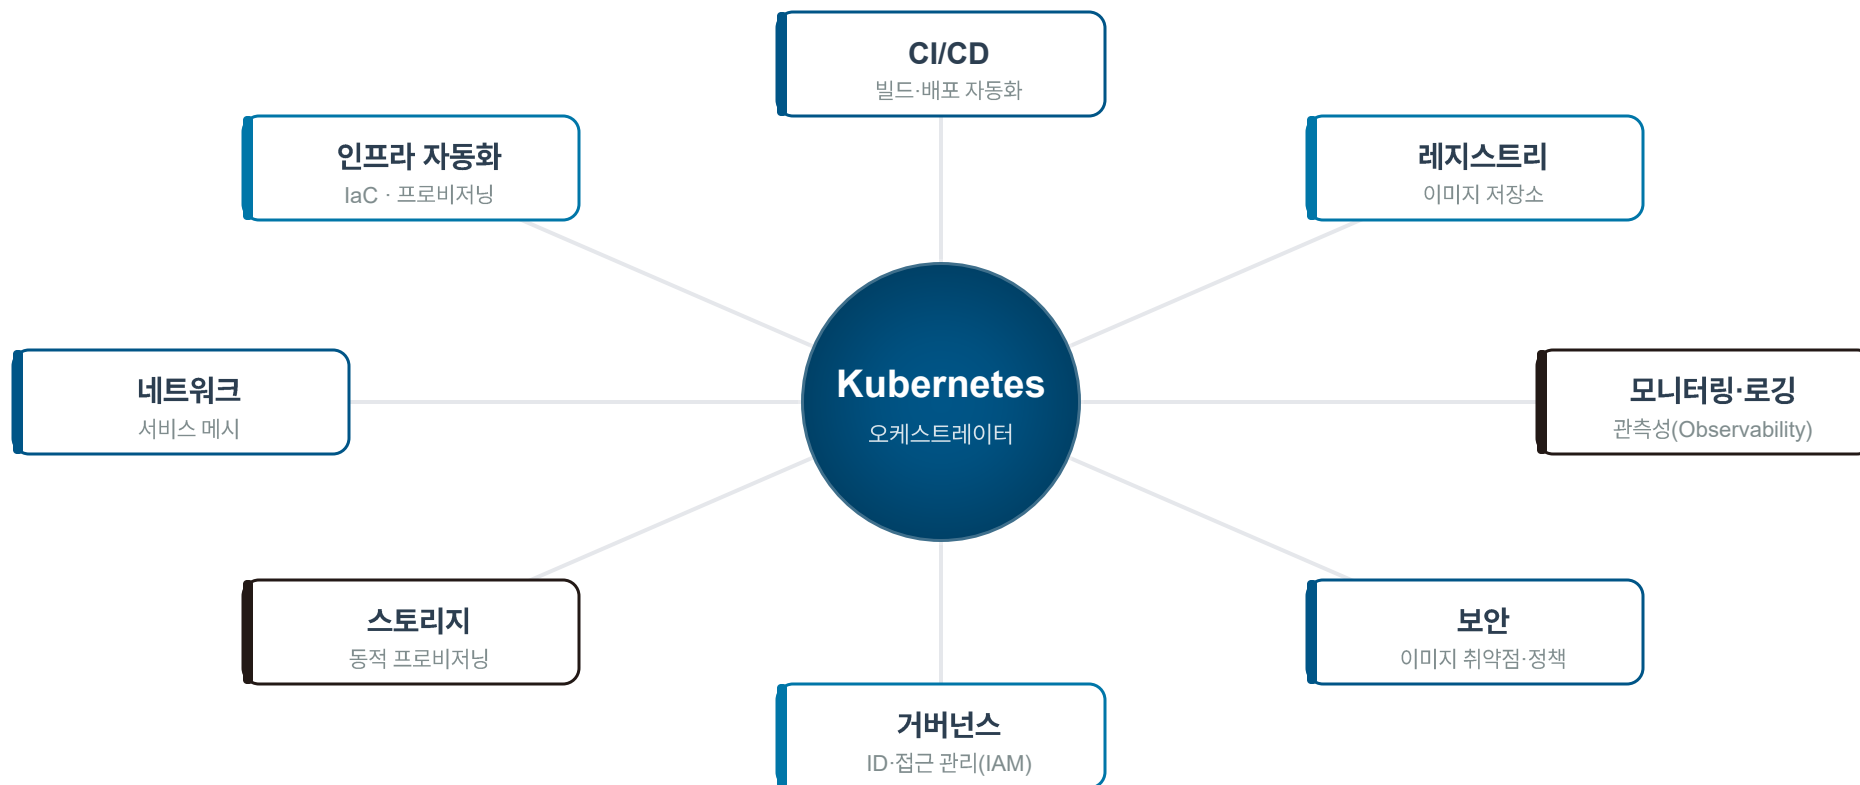 CI/CD
빌드·배포 자동화
인프라 자동화
IaC · 프로비저닝
레지스트리
이미지 저장소
네트워크
서비스 메시
Kubernetes
오케스트레이터
모니터링·로깅
관측성(Observability)
스토리지
동적 프로비저닝
보안
이미지 취약점·정책
거버넌스
ID·접근 관리(IAM)